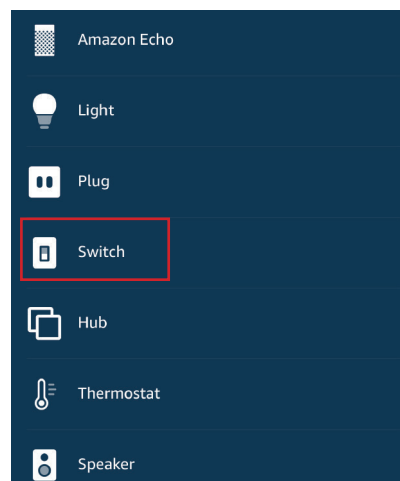 Amazon Echo
Light
Plug
Switch
Hub
Thermostat
Speaker